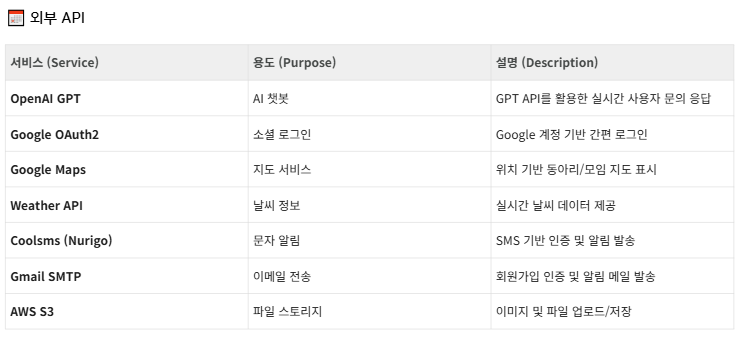 외부 API
서비스 (Service) 용도 (Purpose) 설명 (Description)
OpenAI GPT AI 챗봇 GPT API를 활용한 실시간 사용자 문의 응답
Google OAuth2 소셜 로그인 Google 계정 기반 간편 로그인
Google Maps 지도 서비스 위치 기반 동아리/모임 지도 표시
Weather API 날씨 정보 실시간 날씨 데이터 제공
Coolsms (Nurigo) 문자 알림 SMS 기반 인증 및 알림 발송
Gmail SMTP 이메일 전송 회원가입 인증 및 알림 메일 발송
AWS S3 파일 스토리지 이미지 및 파일 업로드/저장